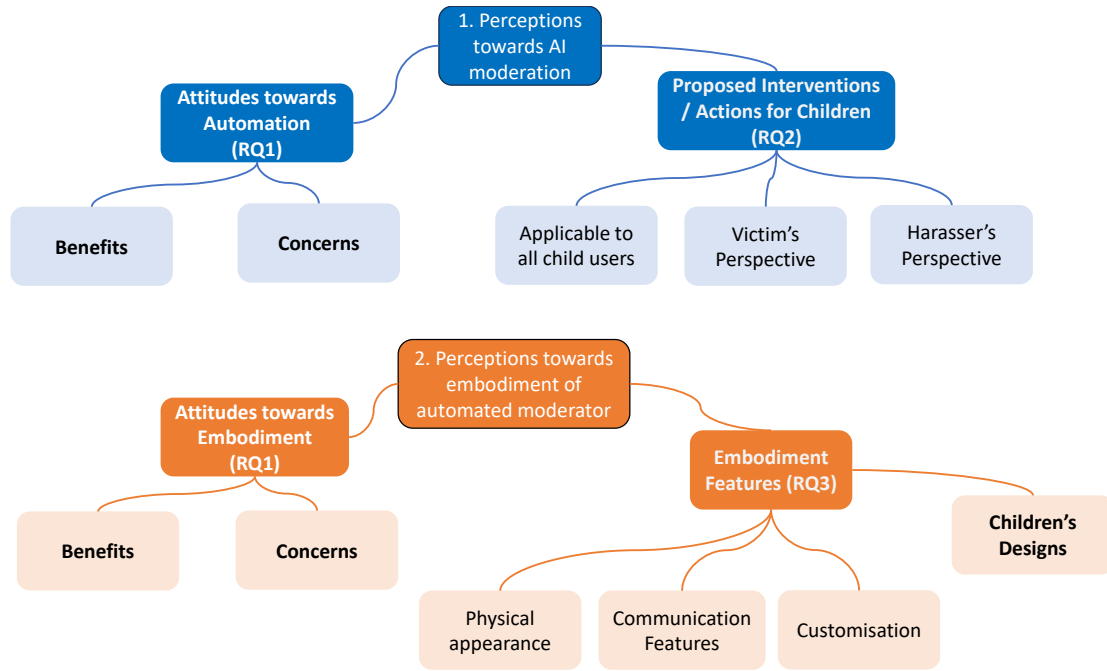 1. Perceptions
towards AI
moderation
Attitudes towards
Automation
(RQ1)
Proposed Interventions
/ Actions for Children
(RQ2)
Benefits
Concerns
Applicable to
all child users
Victim’s
Perspective
Harasser’s
Perspective
2. Perceptions towards
embodiment of
automated moderator
Attitudes towards
Embodiment
(RQ1)
Embodiment
Features (RQ3)
Benefits
Concerns
Children’s
Designs
Physical
appearance
Communication
Features
Customisation